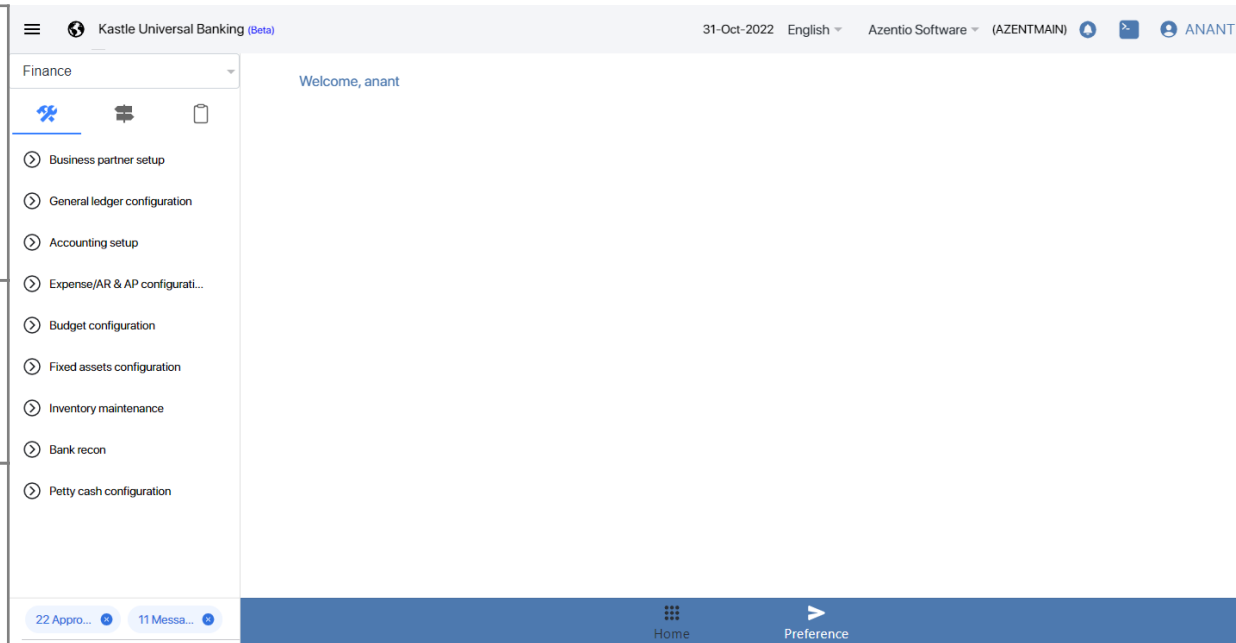 Kastle Universal Banking (Beta)
31-Oct-2022 English Azentio Software (AZENTMAIN) ANANT
Finance
Welcome, anant
Business partner setup
General ledger configuration
Accounting setup
Expense/AR & AP configurati...
Budget configuration
Fixed assets configuration
Inventory maintenance
Bank recon
Petty cash configuration
22 Appro... 11 Messa...
Home Preference